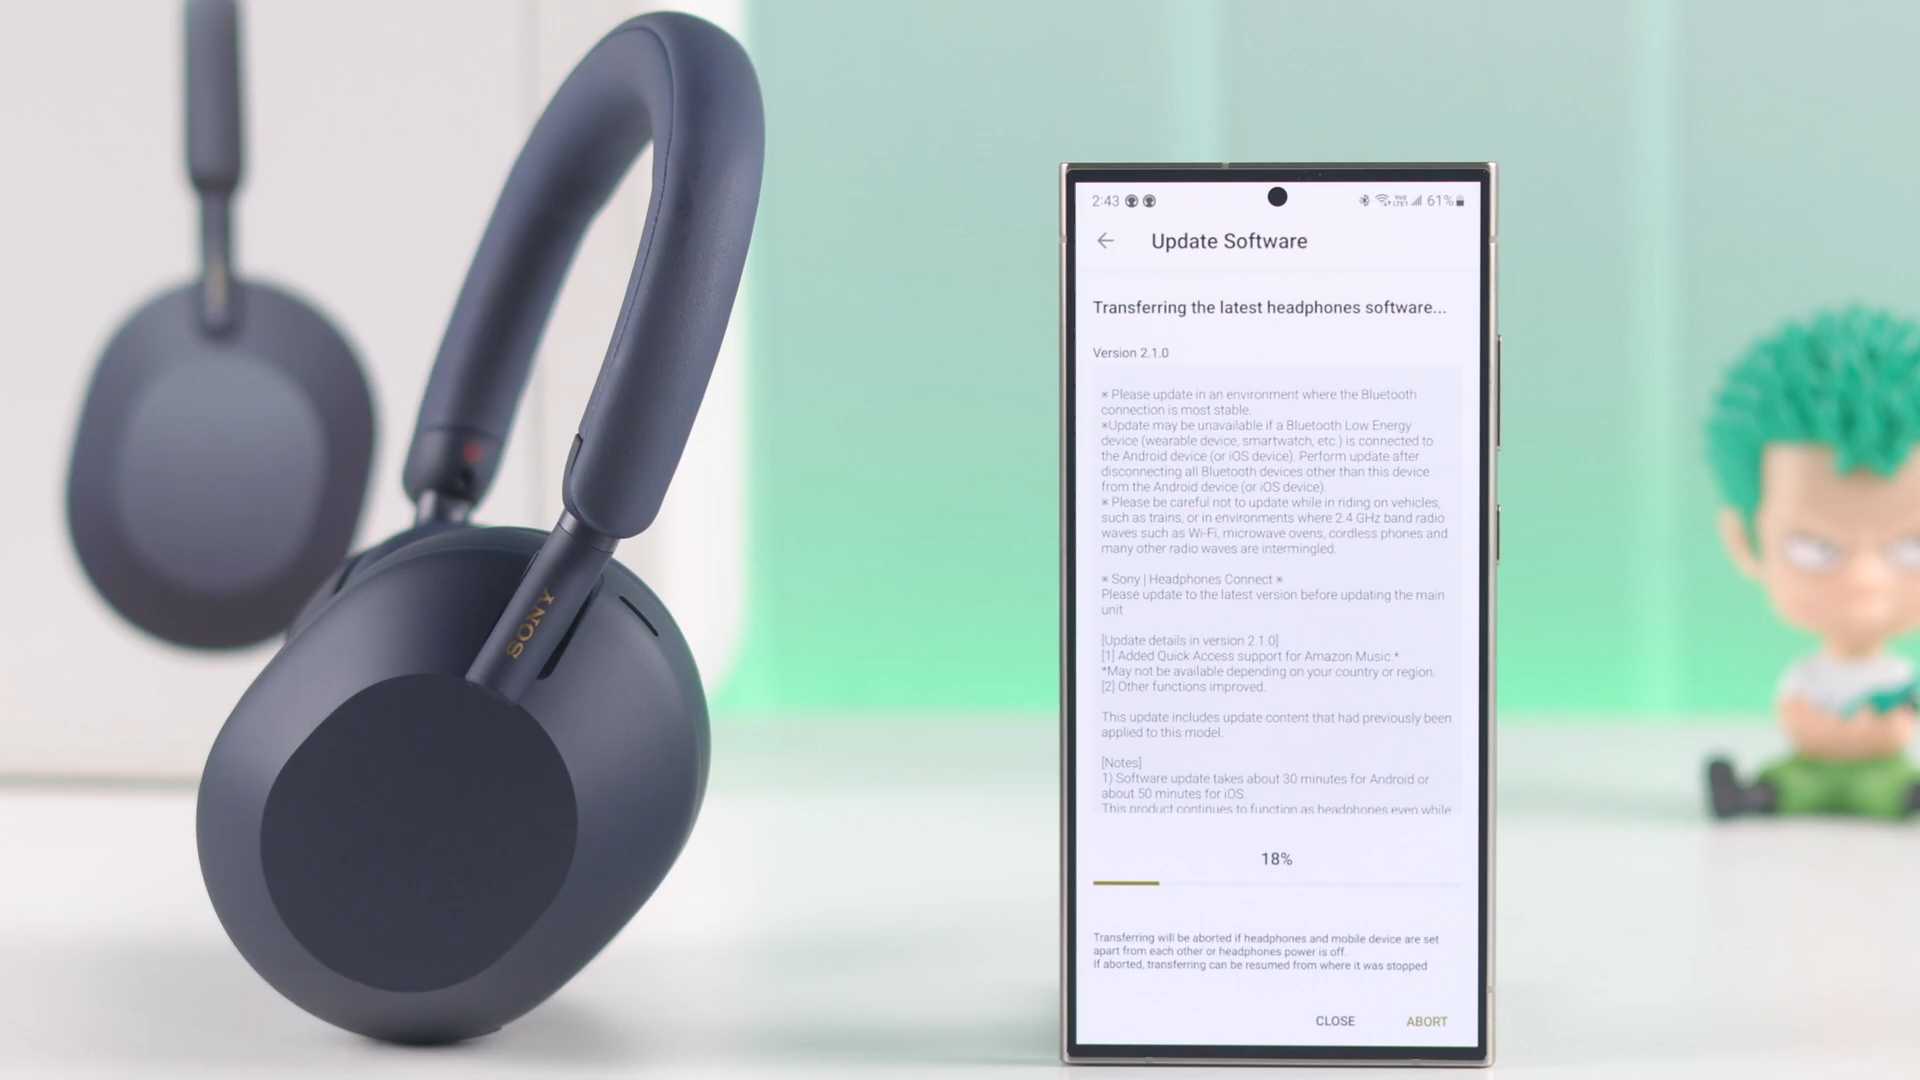 SONY
2:43
61%
Update Software
Transferring the latest headphones software...
Version 2.1.0
※ Please update in an environment where the Bluetooth
connection is most stable.
※Update may be unavailable if a Bluetooth Low Energy
device (wearable device, smartwatch, etc.) is connected to
the Android device (or iOS device). Perform update after
disconnecting all Bluetooth devices other than this device
from the Android device (or iOS device).
※ Please be careful not to update while in riding on vehicles,
such as trains, or in environments where 2.4 GHz band radio
waves such as Wi-Fi, microwave ovens, cordless phones and
many other radio waves are intermingled.
※ Sony | Headphones Connect ※
Please update to the latest version before updating the main
unit
[Update details in version 2.1.0]
[1] Added Quick Access support for Amazon Music.*
*May not be available depending on your country or region.
[2] Other functions improved.
This update includes update content that had previously been
applied to this model.
[Notes]
1) Software update takes about 30 minutes for Android or
about 50 minutes for iOS.
This product continues to function as headphones even while
18%
Transferring will be aborted if headphones and mobile device are set
apart from each other or headphones power is off.
If aborted, transferring can be resumed from where it was stopped
CLOSE ABORT